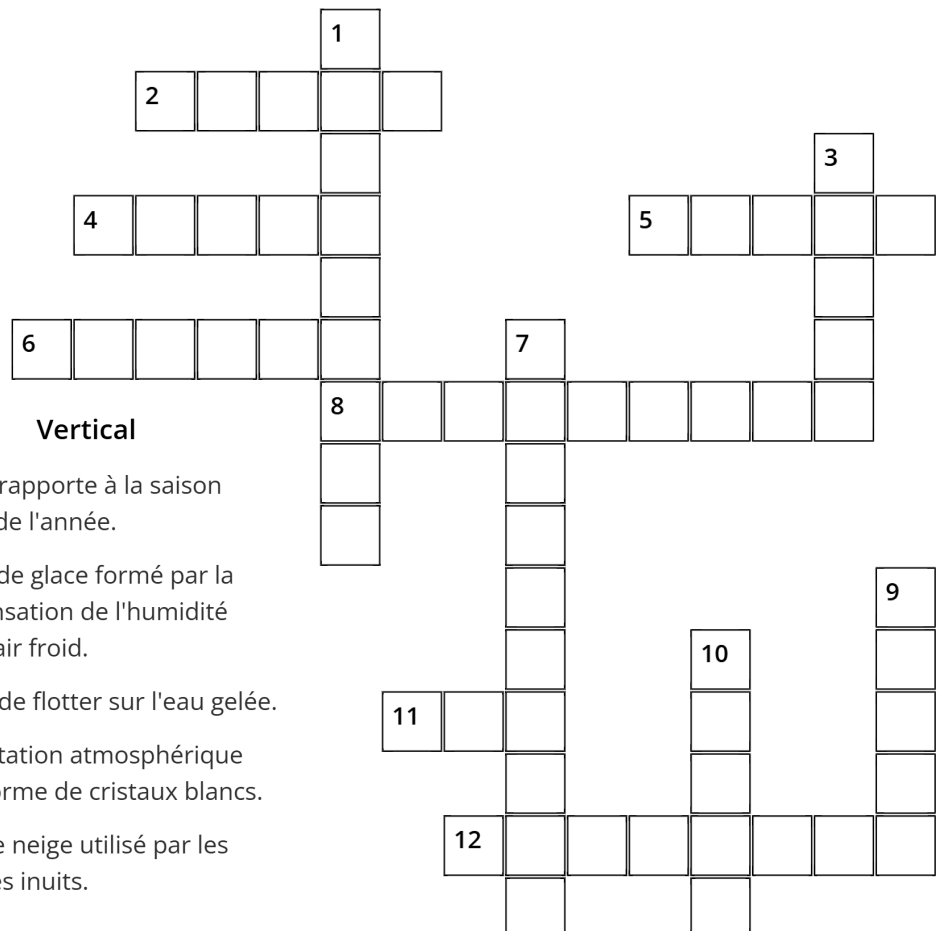 1
2
3
4
5
6
7
8
Vertical
rapporte à la saison
de l'année.
de glace formé par la
nsation de l'humidité
air froid.
9
10
de flotter sur l'eau gelée.
11
tation atmosphérique
orme de cristaux blancs.
12
e neige utilisé par les
es inuits.